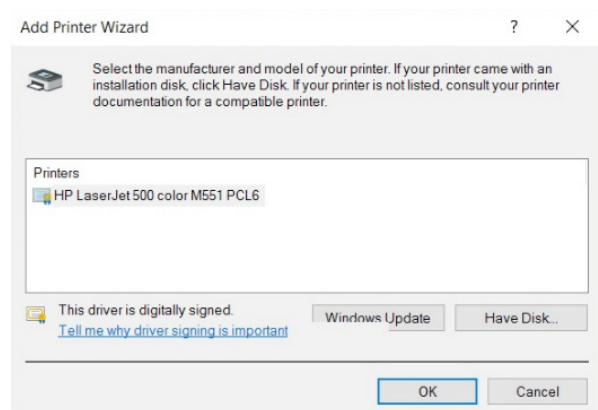 Add Printer Wizard
Select the manufacturer and model of your printer. If your printer came with an
installation disk, click Have Disk. If your printer is not listed, consult your printer
documentation for a compatible printer.
Printers
HP LaserJet 500 color M551 PCL6
This driver is digitally signed.
Tell me why driver signing is important
Windows Update
Have Disk...
OK
Cancel